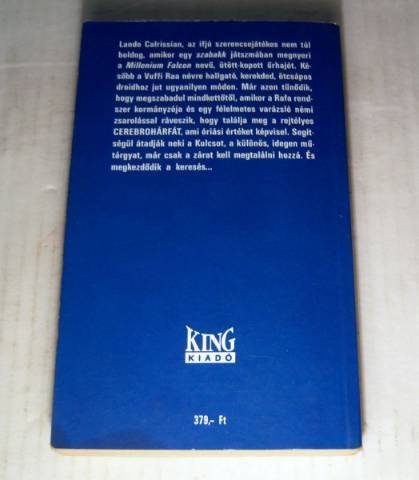 Lando Calrissian, az ifjú szerencsejátékos nem túl
boldog, amikor egy szabakk játszmában megnyeri
a Millenium Falcon nevű, ütött-kopott űrhajót. Ké-
sőbb a Vuffi Raa névre hallgató, kerekded, ötcsápos
droidhoz jut ugyanilyen módon. Már azon tűnődik,
hogy megszabadul mindkettőtől, amikor a Rafa rend-
szer kormányzója és egy félelmetes varázsló némi
zsarolással ráveszik, hogy találja meg a rejtélyes
CEREBROHÁRFÁT, ami óriási értéket képvisel. Segít-
ségül átadják neki a Kulcsot, a különös, idegen mű-
tárgyat, már csak a zárat kell megtalálni hozzá. És
megkezdődik a keresés...
KING
KIADÓ
379,- Ft